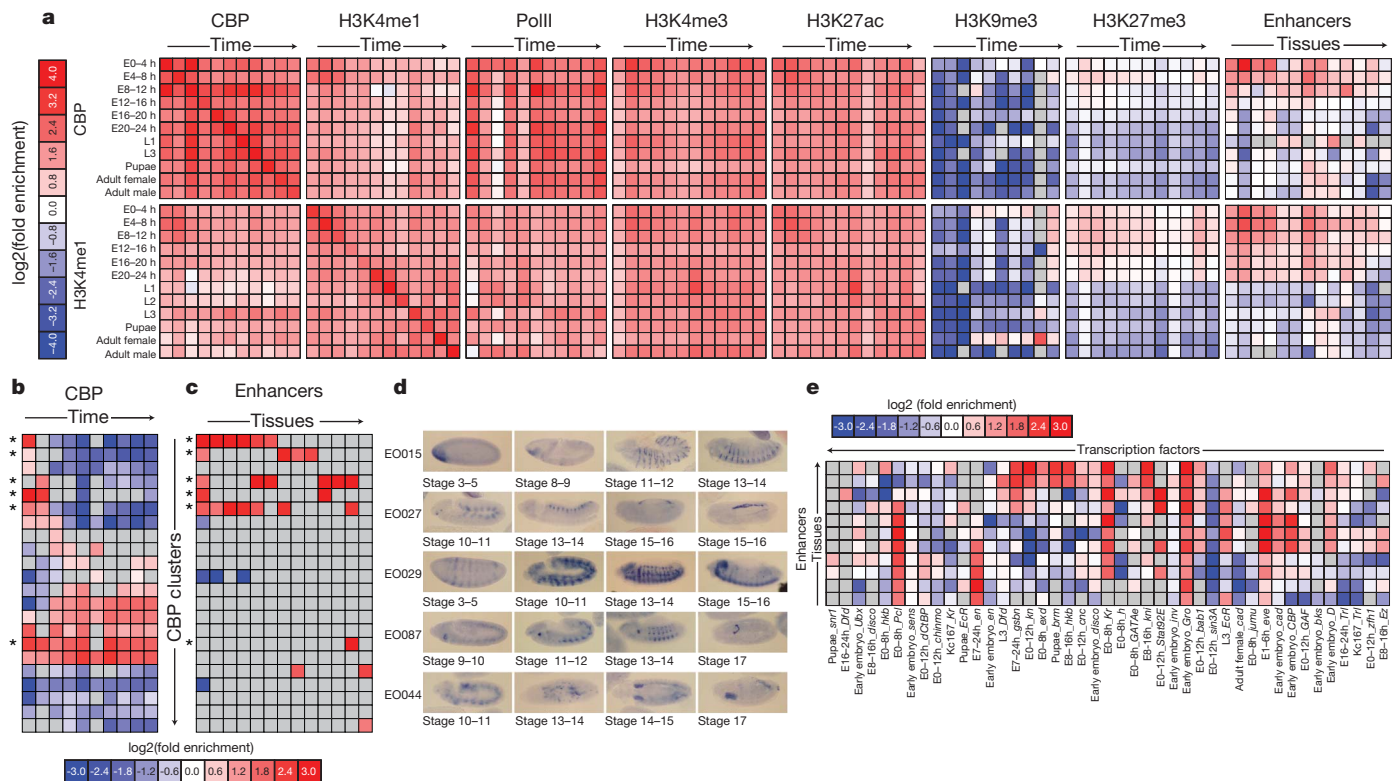 a
CBP
H3K4me1
PolII
H3K4me3
H3K27ac
H3K9me3
H3K27me3
Enhancers
Time
Time
Time
Time
Time
Time
Time
Tissues
log2(fold enrichment)
4.0
3.2
2.4
1.6
0.8
0.0
-0.8
-1.6
-2.4
-3.2
-4.0
CBP
E0–4 h
E4–8 h
E8–12 h
E12–16 h
E16–20 h
E20–24 h
L1
L3
Pupae
Adult female
Adult male
H3K4me1
E0–4 h
E4–8 h
E8–12 h
E12–16 h
E16–20 h
E20–24 h
L1
L2
L3
Pupae
Adult female
Adult male
b
CBP
Time
* 
*
*
*
*
*
c
Enhancers
Tissues
*
*
*
*
*
*
CBP clusters
log2(fold enrichment)
-3.0 -2.4 -1.8 -1.2 -0.6 0.0 0.6 1.2 1.8 2.4 3.0
d
EO015
Stage 3–5 Stage 8–9 Stage 11–12 Stage 13–14
EO027
Stage 10–11 Stage 13–14 Stage 15–16 Stage 15–16
EO029
Stage 3–5 Stage 10–11 Stage 13–14 Stage 15–16
EO087
Stage 9–10 Stage 11–12 Stage 13–14 Stage 17
EO044
Stage 10–11 Stage 13–14 Stage 14–15 Stage 17
e
log2 (fold enrichment)
-3.0 -2.4 -1.8 -1.2 -0.6 0.0 0.6 1.2 1.8 2.4 3.0
Transcription factors
Enhancers
Tissues
Pupae_snr1
E16–24h_Dfd
Early embryo_Ubx
E8–16h_disco
E0–8h_hkb
E0–8h_Pcl
Early embryo_sens
E0–12h_dCtBP
E0–12h_chinmo
Kc167_Kr
Pupae_EcR
E7–24h_en
Early embryo_en
L3_Dfd
E7–24h_gsbn
E0–12h_kn
E0–8h_exd
Pupae_brm
E8–16h_hkb
E0–12h_cnc
Early embryo_disco
E0–8h_Kr
E0–8h_h
E0–8h_GATAe
E8–16h_kni
E0–12h_Stat92E
Early embryo_inv
Early embryo_Gro
E0–12h_bab1
E0–12h_sin3A
L3_EcR
Adult female_cad
E0–8h_jumu
E1–6h_eve
Early embryo_cad
Early embryo_CBP
E0–12h_GAF
Early embryo_bks
Early embryo_D
E16–24h_Trl
Kc167_Trl
E0–12h_zfh1
E8–16h_Ez